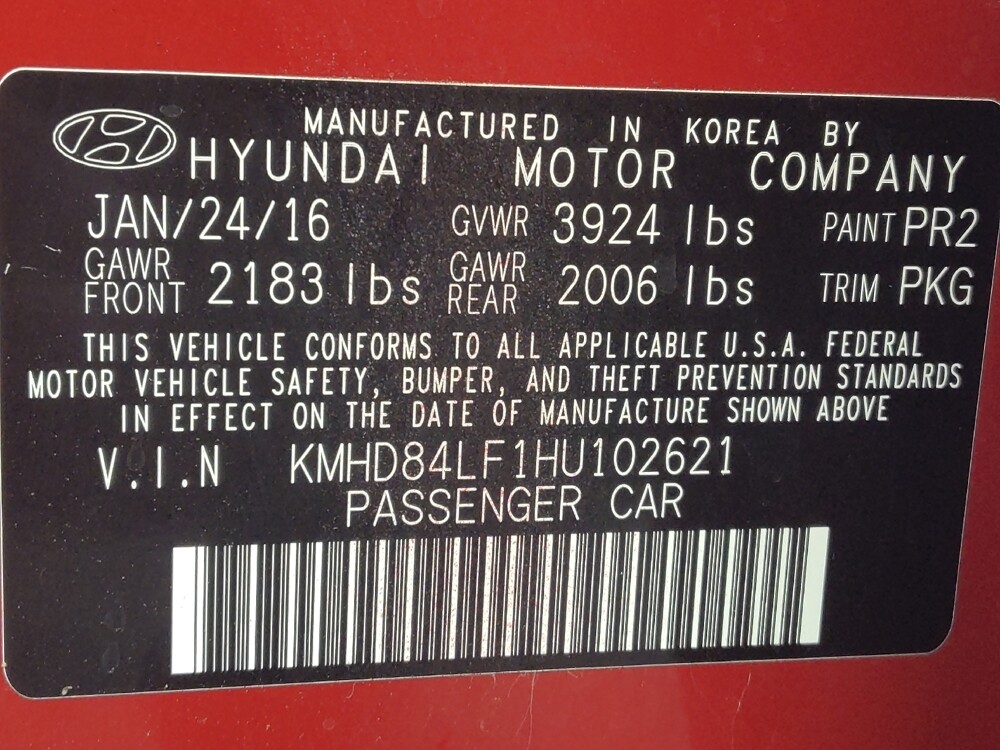 MANUFACTURED IN KOREA BY
HYUNDAI MOTOR COMPANY
JAN/24/16 GVWR 3924 lbs PAINT PR2
GAWR FRONT 2183 lbs GAWR REAR 2006 lbs TRIM PKG
THIS VEHICLE CONFORMS TO ALL APPLICABLE U.S.A. FEDERAL
MOTOR VEHICLE SAFETY, BUMPER, AND THEFT PREVENTION STANDARDS
IN EFFECT ON THE DATE OF MANUFACTURE SHOWN ABOVE
V.I.N KMHD84LF1HU102621
PASSENGER CAR